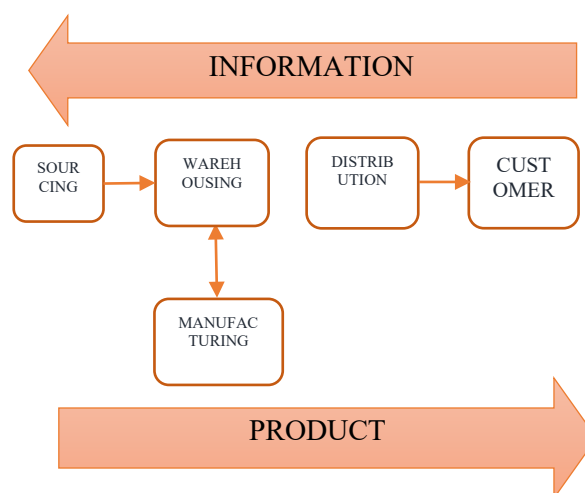 INFORMATION
SOUR
CING
WAREH
OUSING
DISTRIB
UTION
CUST
OMER
MANUFAC
TURING
PRODUCT